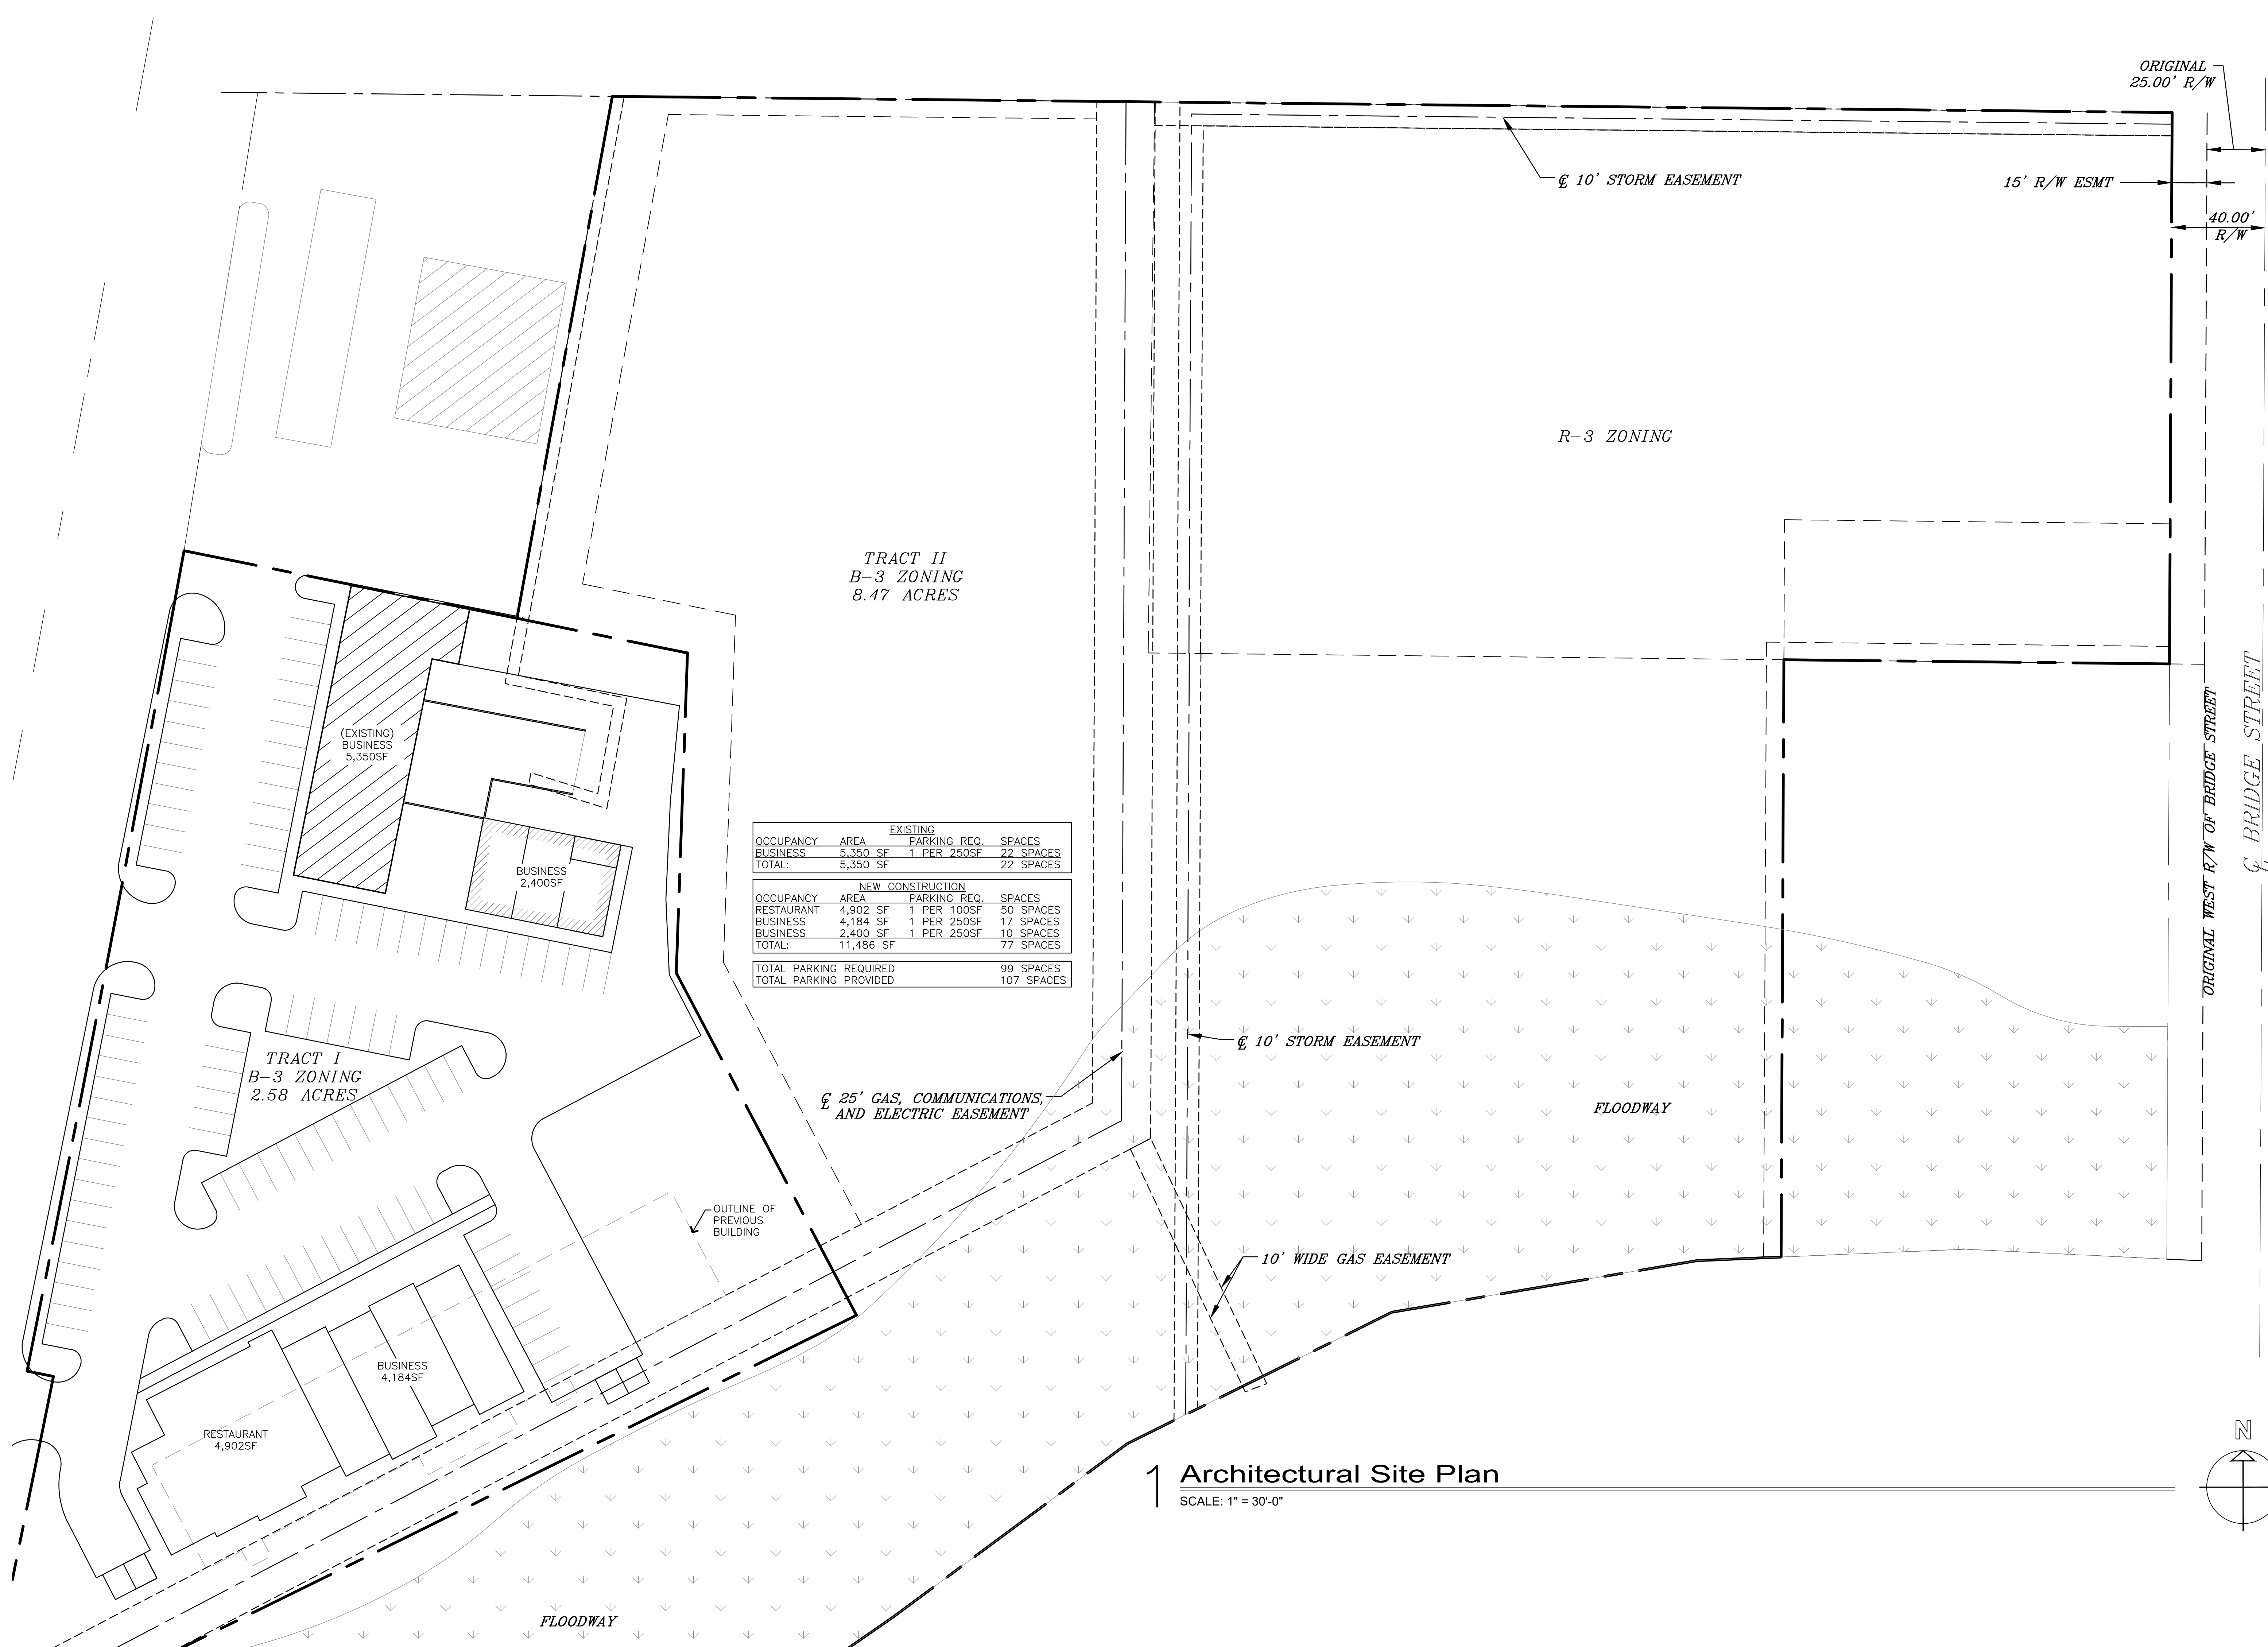 ORIGINAL
25.00' R/W
℄ 10' STORM EASEMENT
15' R/W ESMT
40.00'
R/W
R-3 ZONING
TRACT II
B-3 ZONING
8.47 ACRES
(EXISTING)
BUSINESS
5,350SF
BUSINESS
2,400SF
EXISTING
OCCUPANCY AREA PARKING REQ. SPACES
BUSINESS 5,350 SF 1 PER 250SF 22 SPACES
TOTAL: 5,350 SF 22 SPACES
NEW CONSTRUCTION
OCCUPANCY AREA PARKING REQ. SPACES
RESTAURANT 4,902 SF 1 PER 100SF 50 SPACES
BUSINESS 4,184 SF 1 PER 250SF 17 SPACES
BUSINESS 2,400 SF 1 PER 250SF 10 SPACES
TOTAL: 11,486 SF 77 SPACES
TOTAL PARKING REQUIRED 99 SPACES
TOTAL PARKING PROVIDED 107 SPACES
ORIGINAL WEST R/W OF BRIDGE STREET
℄ BRIDGE STREET
TRACT I
B-3 ZONING
2.58 ACRES
℄ 10' STORM EASEMENT
℄ 25' GAS, COMMUNICATIONS,
AND ELECTRIC EASEMENT
FLOODWAY
OUTLINE OF
PREVIOUS
BUILDING
10' WIDE GAS EASEMENT
BUSINESS
4,184SF
RESTAURANT
4,902SF
N
1 Architectural Site Plan
SCALE: 1" = 30'-0"
FLOODWAY